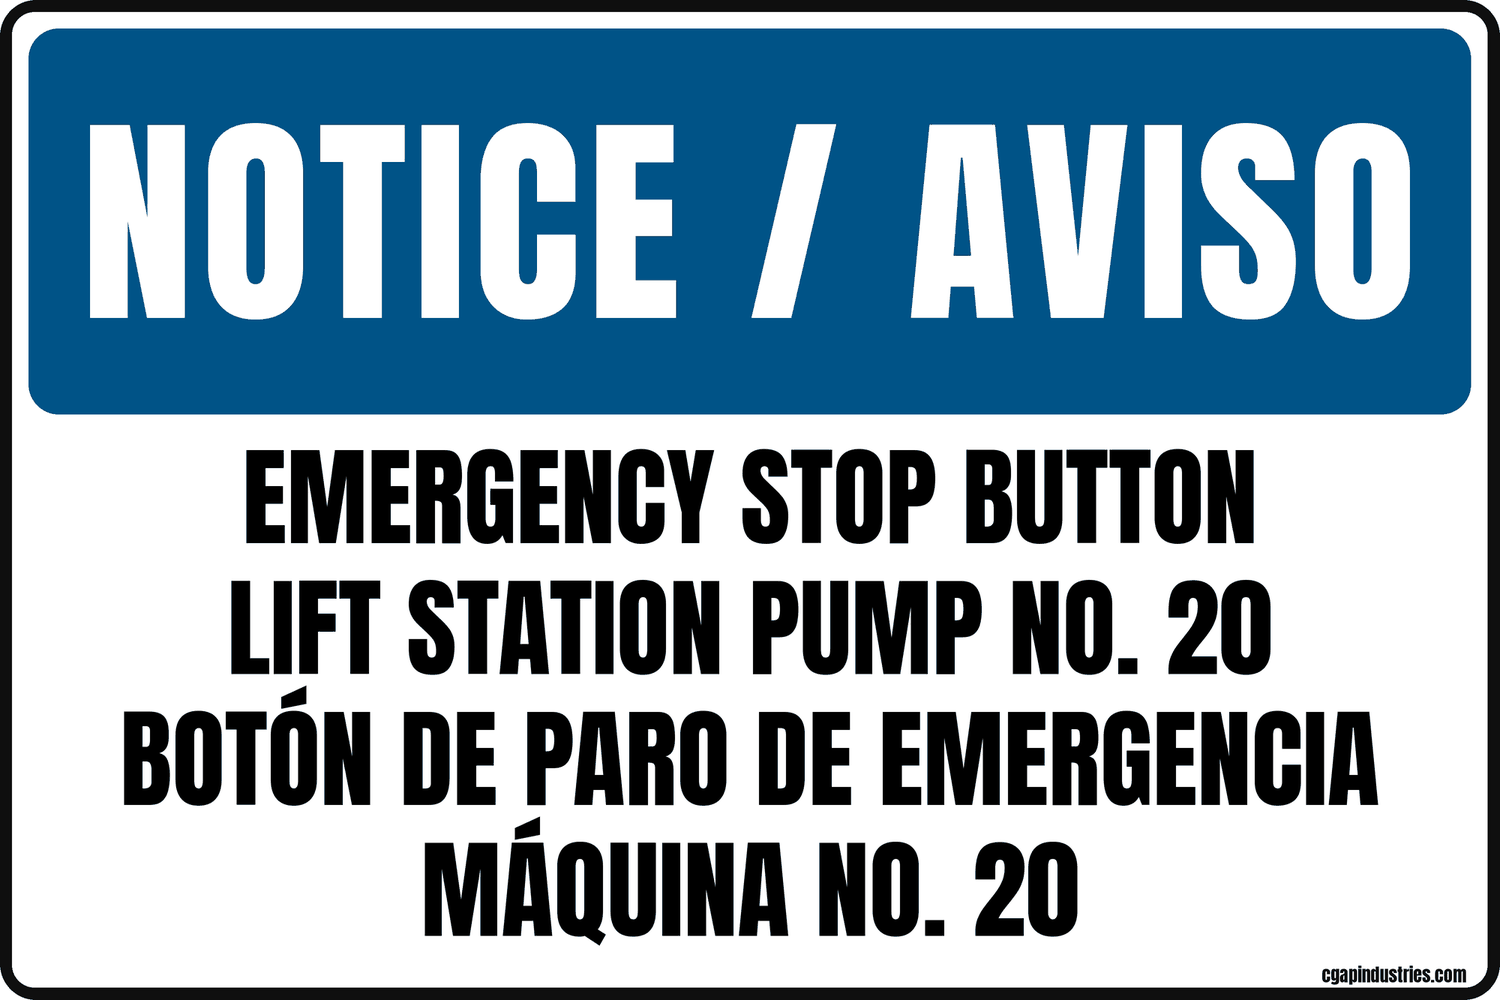 NOTICE / AVISO
EMERGENCY STOP BUTTON
LIFT STATION PUMP NO. 20
BOTÓN DE PARO DE EMERGENCIA
MÁQUINA NO. 20
cgapindustries.com